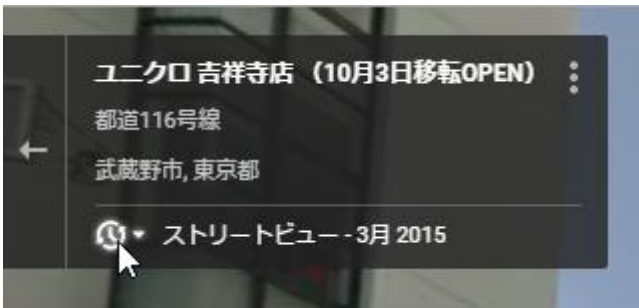 ユニクロ 吉祥寺店 （10月3日移転OPEN）
都道116号線
武蔵野市, 東京都
ストリートビュー - 3月 2015